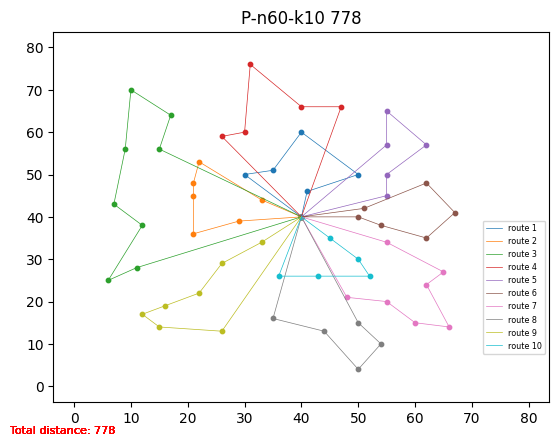 P-n60-k10 778
80
70
60
50
40
30
20
10
0
0 10 20 30 40 50 60 70 80
route 1
route 2
route 3
route 4
route 5
route 6
route 7
route 8
route 9
route 10
Total distance: 778